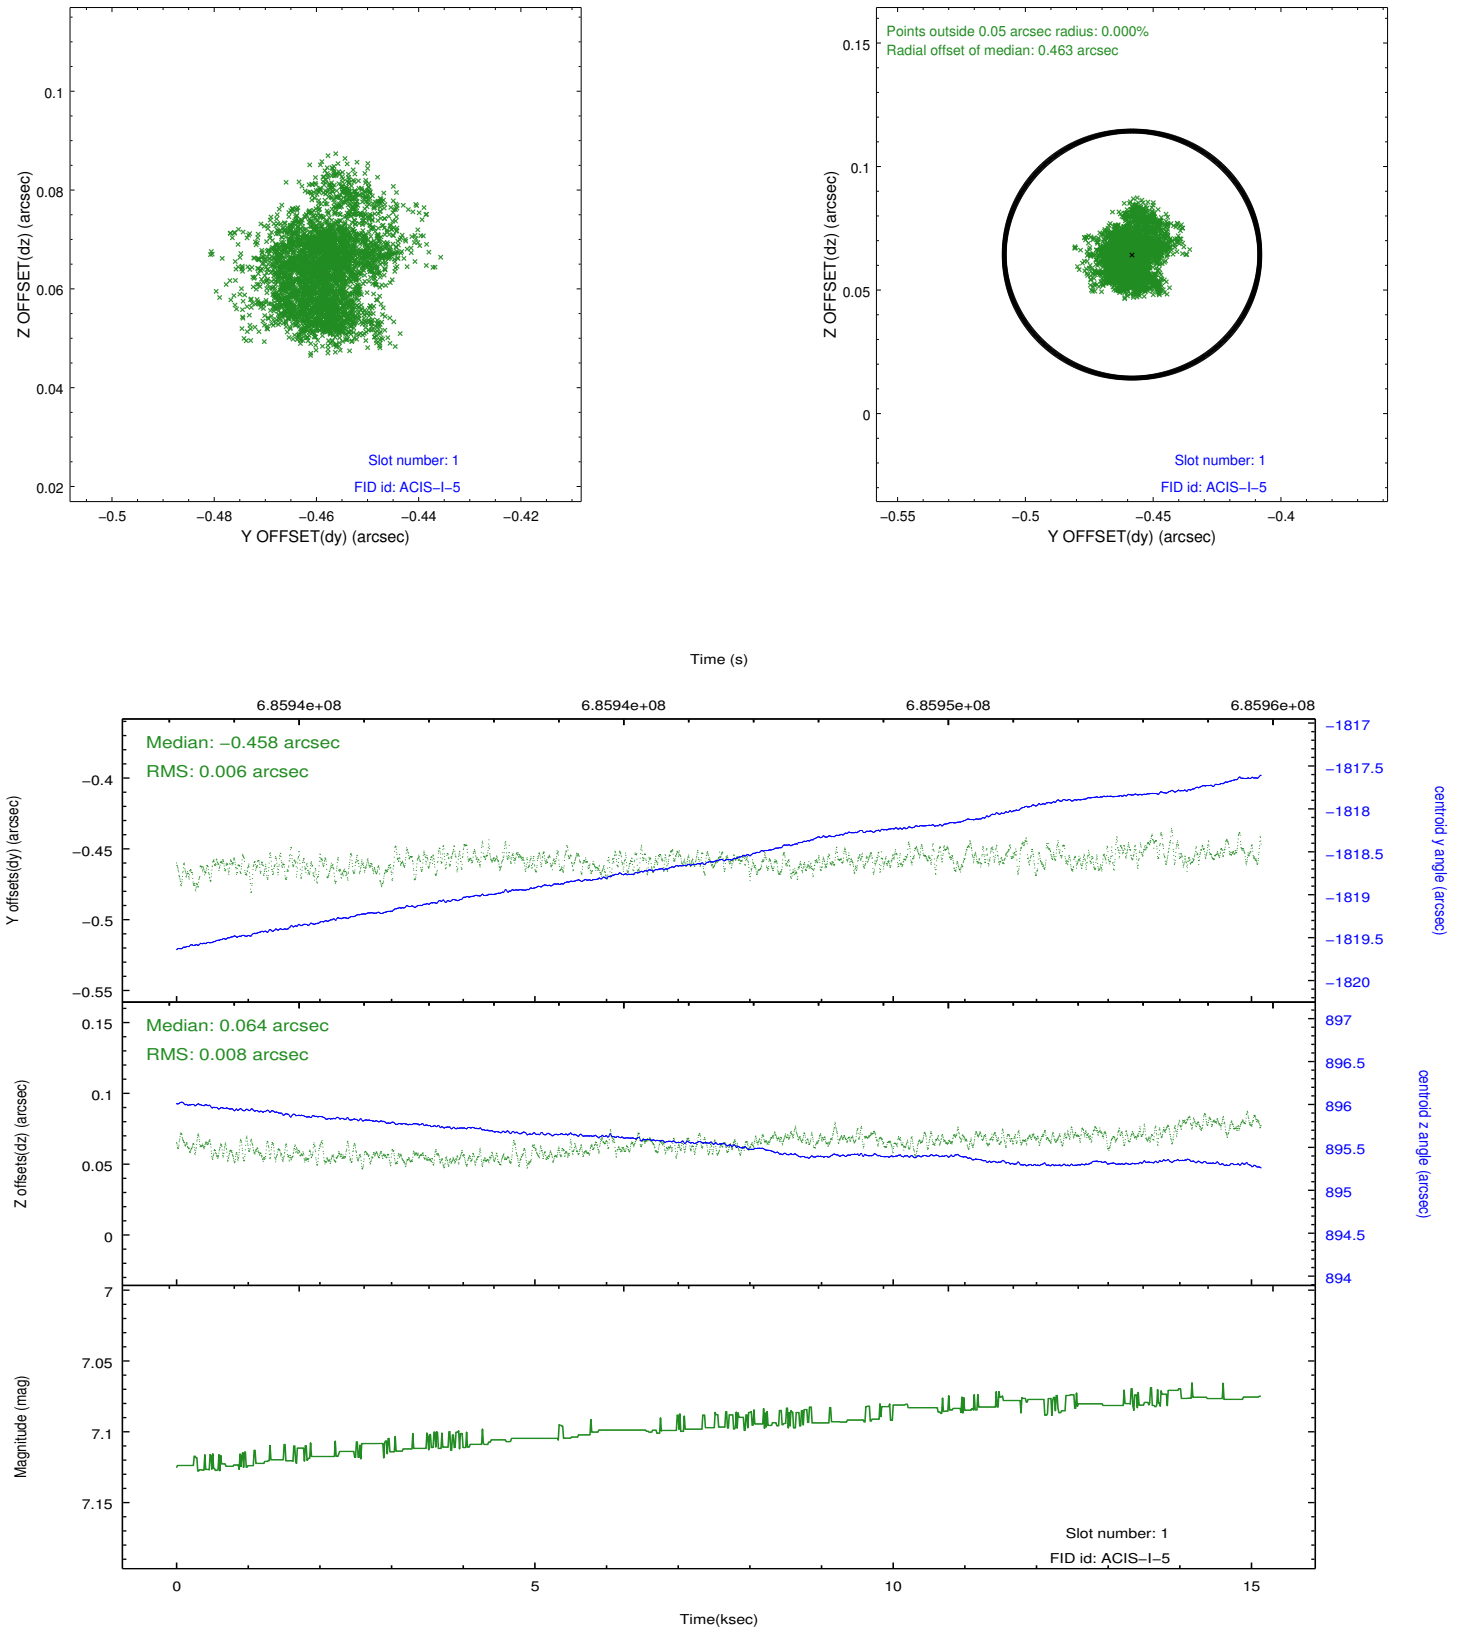 Points outside 0.05 arcsec radius: 0.000%
Radial offset of median: 0.463 arcsec
0.1
0.08
0.06
0.04
0.02
Z OFFSET(dz) (arcsec)
Slot number: 1
FID id: ACIS−I−5
−0.5
−0.48
−0.46
−0.44
−0.42
Y OFFSET(dy) (arcsec)
0.15
0.1
0.05
0
Z OFFSET(dz) (arcsec)
Slot number: 1
FID id: ACIS−I−5
−0.55
−0.5
−0.45
−0.4
Y OFFSET(dy) (arcsec)
Time (s)
6.8594e+08
6.8594e+08
6.8595e+08
6.8596e+08
Median: −0.458 arcsec
RMS: 0.006 arcsec
−0.4
−0.45
−0.5
−0.55
Y offsets(dy) (arcsec)
−1817
−1817.5
−1818
−1818.5
−1819
−1819.5
−1820
centroid y angle (arcsec)
Median: 0.064 arcsec
RMS: 0.008 arcsec
0.15
0.1
0.05
0
Z offsets(dz) (arcsec)
897
896.5
896
895.5
895
894.5
894
centroid z angle (arcsec)
7
7.05
7.1
7.15
Magnitude (mag)
Slot number: 1
FID id: ACIS−I−5
0
5
10
15
Time(ksec)